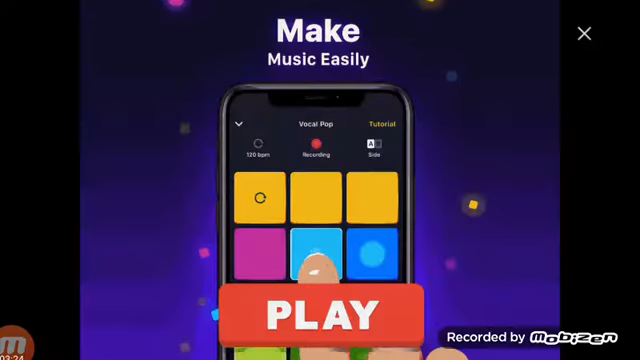 Make
Music Easily
Vocal Pop
Tutorial
120 bpm
Recording
A
Side
PLAY
Recorded by Mobizen
03:24